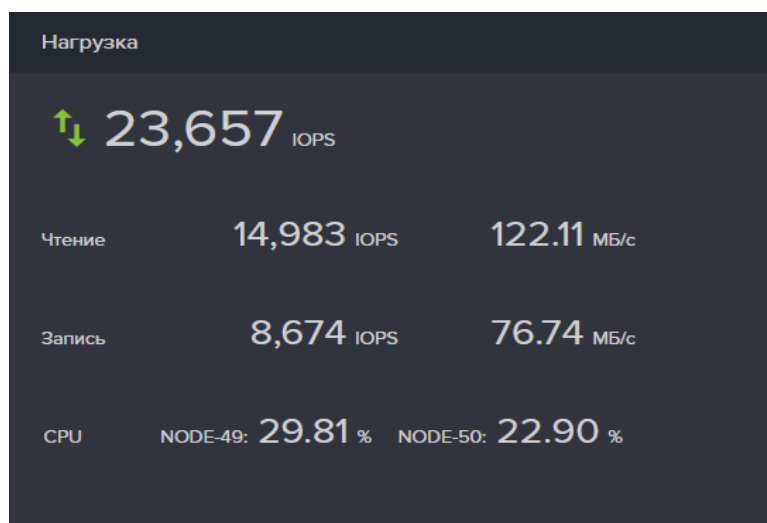 Нагрузка
23,657 IOPS
Чтение 14,983 IOPS 122.11 МБ/с
Запись 8,674 IOPS 76.74 МБ/с
CPU NODE-49: 29.81 % NODE-50: 22.90 %